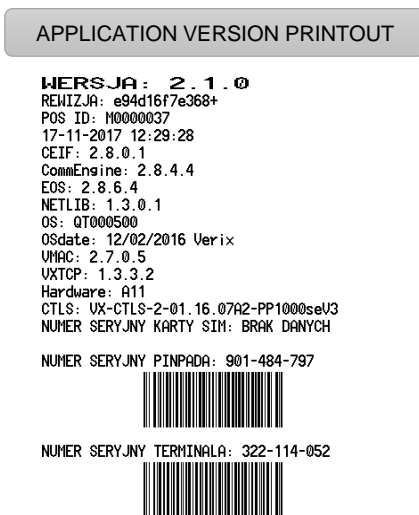 APPLICATION VERSION PRINTOUT
WERSJA: 2.1.0
REWIZJA: e94d16f7e368+
POS ID: M0000037
17-11-2017 12:29:28
CEIF: 2.8.0.1
CommEngine: 2.8.4.4
EOS: 2.8.6.4
NETLIB: 1.3.0.1
OS: QT000500
OSdate: 12/02/2016 Verix
VMAC: 2.7.0.5
VXTCP: 1.3.3.2
Hardware: A11
CTLS: VX-CTLS-2-01.16.07A2-PP1000seV3
NUMER SERYJNY KARTY SIM: BRAK DANYCH
NUMER SERYJNY PINPADA: 901-484-797
NUMER SERYJNY TERMINALA: 322-114-052